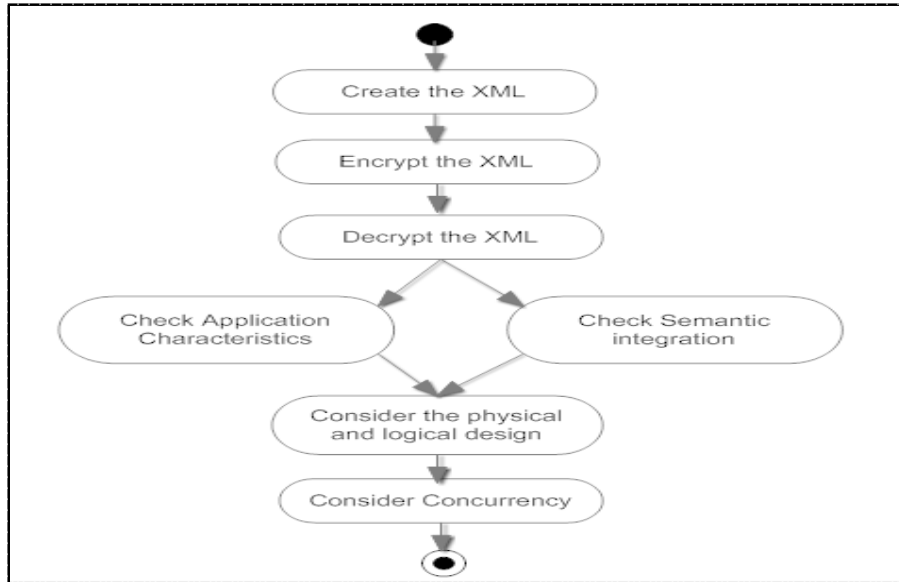 Create the XML
Encrypt the XML
Decrypt the XML
Check Application
Characteristics
Check Semantic
integration
Consider the physical
and logical design
Consider Concurrency